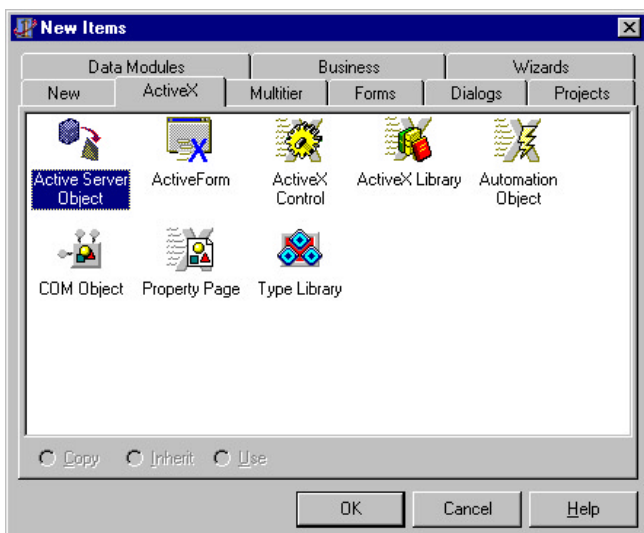 New Items
Data Modules Business Wizards
New ActiveX Multitier Forms Dialogs Projects
Active Server ActiveForm ActiveX ActiveX Library Automation
Object Control Object
COM Object Property Page Type Library
Copy Inherit Use
OK Cancel Help